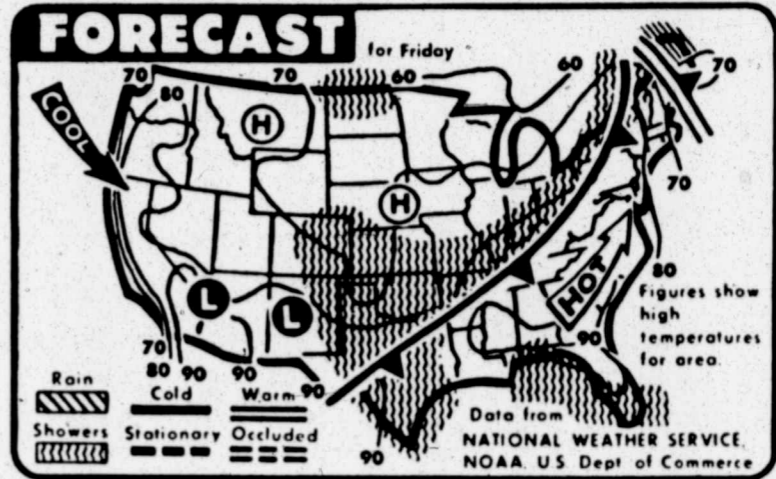 FORECAST for Friday
70 70 60 60 70
80
COOL
H
H
70
HOT
80
L L
Figures show
high
temperatures
for area.
90
70
80 90 90 90
Rain Cold Warm
Showers Stationary Occluded
90
Data from
NATIONAL WEATHER SERVICE,
NOAA, U.S. Dept of Commerce